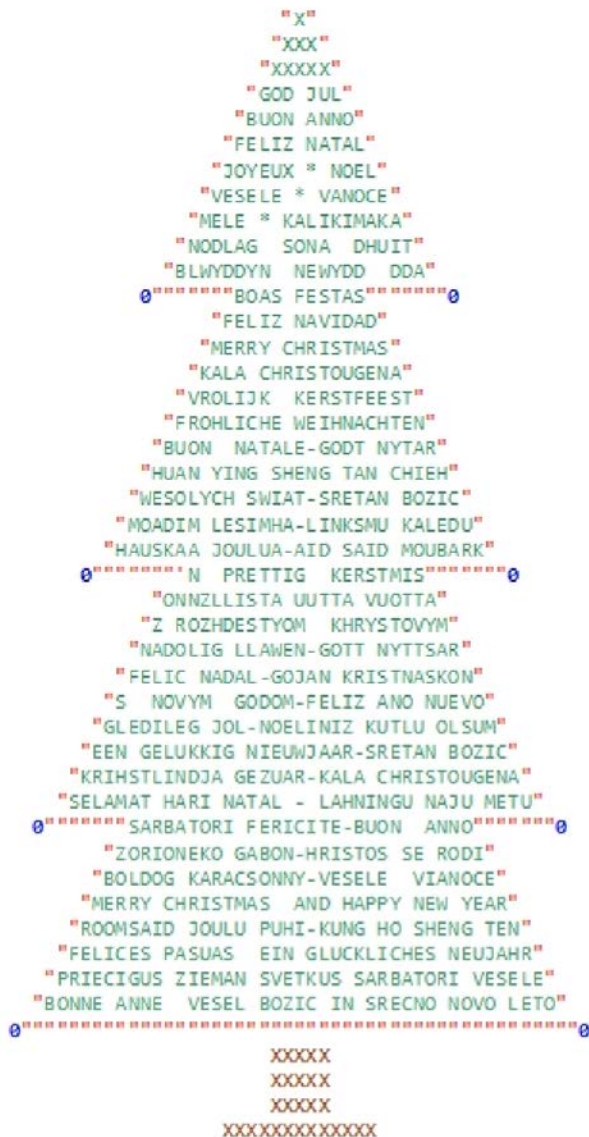 "X"
"XXX"
"XXXXX"
"GOD JUL"
"BUON ANNO"
"FELIZ NATAL"
"JOYEUX * NOEL"
"VESELE * VANOCE"
"MELE * KALIKIMAKA"
"NODLAG  SONA  DHUIT"
"BLWYDDYN  NEWYDD  DDA"
0"""""""BOAS FESTAS"""""""0
"FELIZ NAVIDAD"
"MERRY CHRISTMAS"
"KALA CHRISTOUGENA"
"VROLIJK  KERSTFEEST"
"FROHLICHE WEIHNACHTEN"
"BUON  NATALE-GODT NYTAR"
"HUAN YING SHENG TAN CHIEH"
"WESOLYCH SWIAT-SRETAN BOZIC"
"MOADIM LESIMHA-LINKSMU KALEDU"
"HAUSKAA JOULUA-AID SAID MOUBARK"
0"""""""'N  PRETTIG  KERSTMIS"""""""0
"ONNZLLISTA UUTTA VUOTTA"
"Z ROZHDESTYOM  KHRYSTOVYM"
"NADOLIG LLAWEN-GOTT NYTTSAR"
"FELIC NADAL-GOJAN KRISTNASKON"
"S  NOVYM  GODOM-FELIZ ANO NUEVO"
"GLEDILEG JOL-NOELINIZ KUTLU OLSUM"
"EEN GELUKKIG NIEUWJAAR-SRETAN BOZIC"
"KRIHSTLINDJA GEZUAR-KALA CHRISTOUGENA"
"SELAMAT HARI NATAL - LAHNINGU NAJU METU"
0"""""""SARBATORI FERICITE-BUON  ANNO"""""""0
"ZORIONEKO GABON-HRISTOS SE RODI"
"BOLDOG KARACSONNY-VESELE  VIANOCE"
"MERRY CHRISTMAS  AND HAPPY NEW YEAR"
"ROOMSAID JOULU PUHI-KUNG HO SHENG TEN"
"FELICES PASUAS  EIN GLUCKLICHES NEUJAHR"
"PRIECIGUS ZIEMAN SVETKUS SARBATORI VESELE"
"BONNE ANNE  VESEL BOZIC IN SRECNO NOVO LETO"
0""""""""""""""""""""""""""""""""""""""""""""""0
XXXXX
XXXXX
XXXXX
XXXXXXXXXXXXX